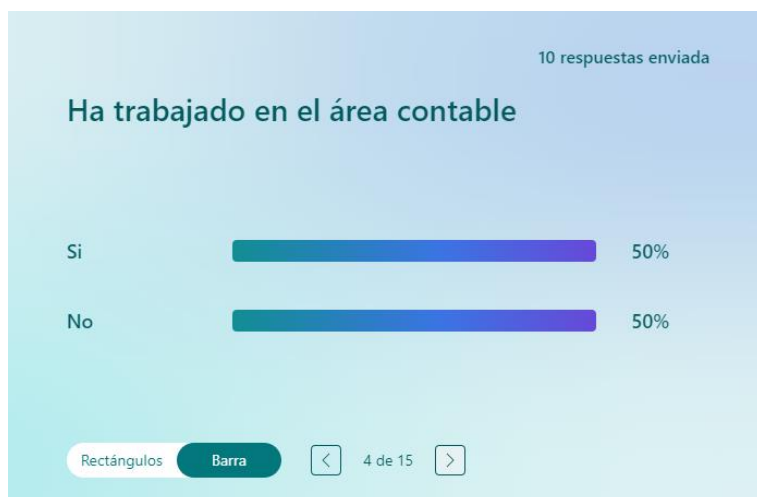 10 respuestas enviada
Ha trabajado en el área contable
Si 50%
No 50%
Rectángulos Barra < 4 de 15 >